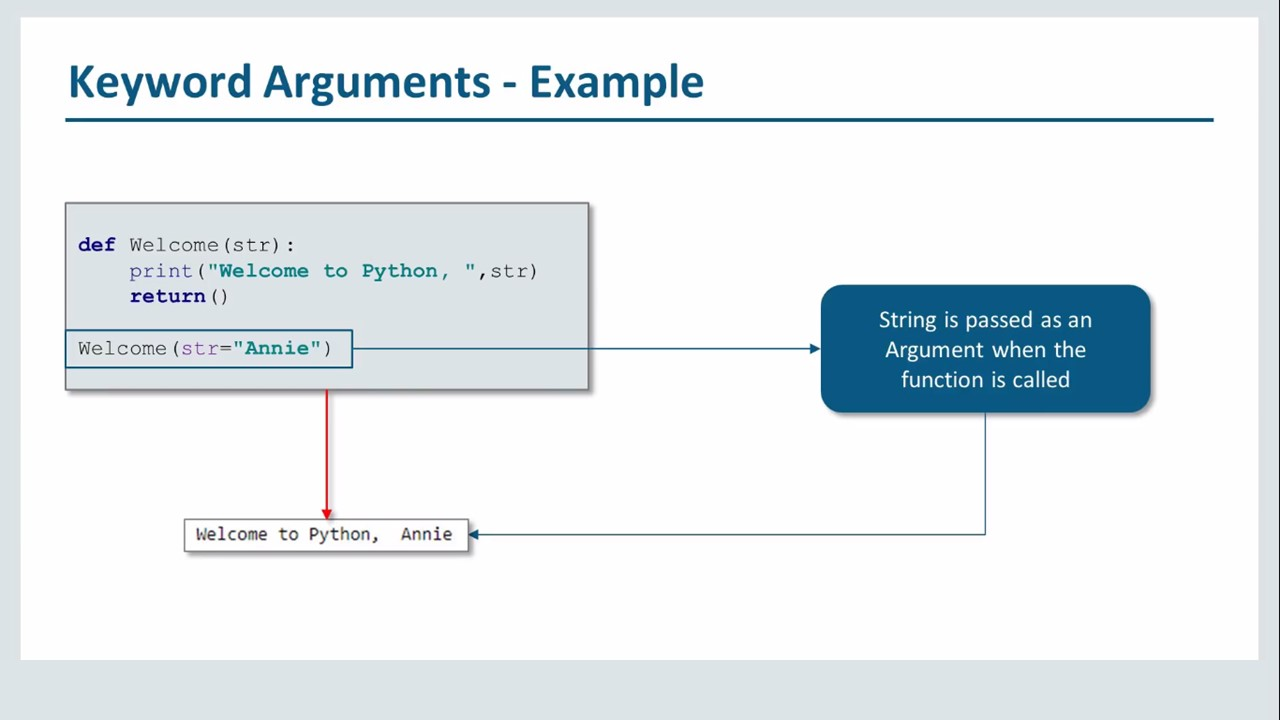 Keyword Arguments - Example
def Welcome(str):
print("Welcome to Python, ",str)
return()
Welcome(str="Annie")
String is passed as an
Argument when the
function is called
Welcome to Python,  Annie